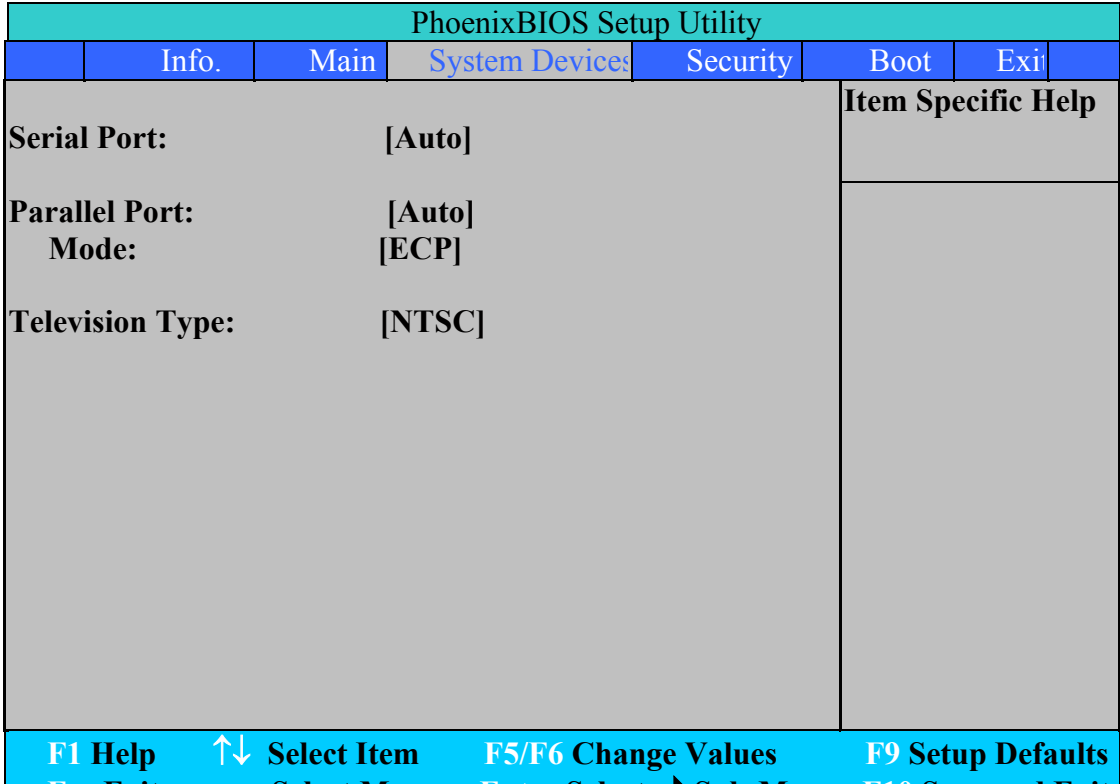 PhoenixBIOS Setup Utility
Info. Main System Devices Security Boot Exit
Item Specific Help
Serial Port: [Auto]
Parallel Port: [Auto]
Mode: [ECP]
Television Type: [NTSC]
F1 Help ↑↓ Select Item F5/F6 Change Values F9 Setup Defaults